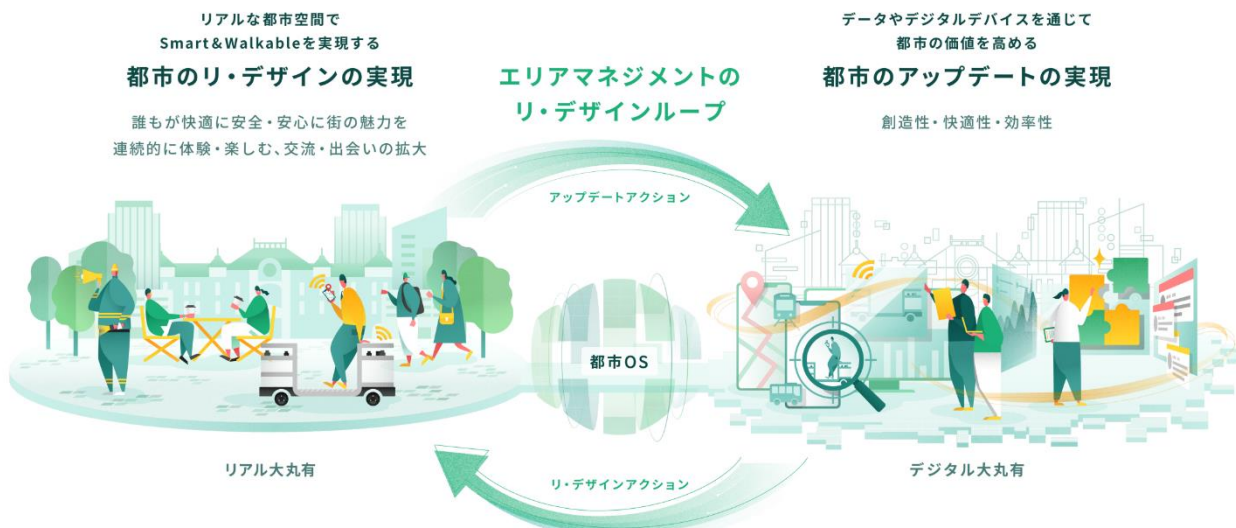 リアルな都市空間で
Smart&Walkableを実現する
都市のリ・デザインの実現
誰もが快適に安全・安心に街の魅力を
連続的に体験・楽しむ、交流・出会いの拡大
エリアマネジメントの
リ・デザインループ
データやデジタルデバイスを通じて
都市の価値を高める
都市のアップデートの実現
創造性・快適性・効率性
アップデートアクション
都市OS
リアル大丸有
デジタル大丸有
リ・デザインアクション